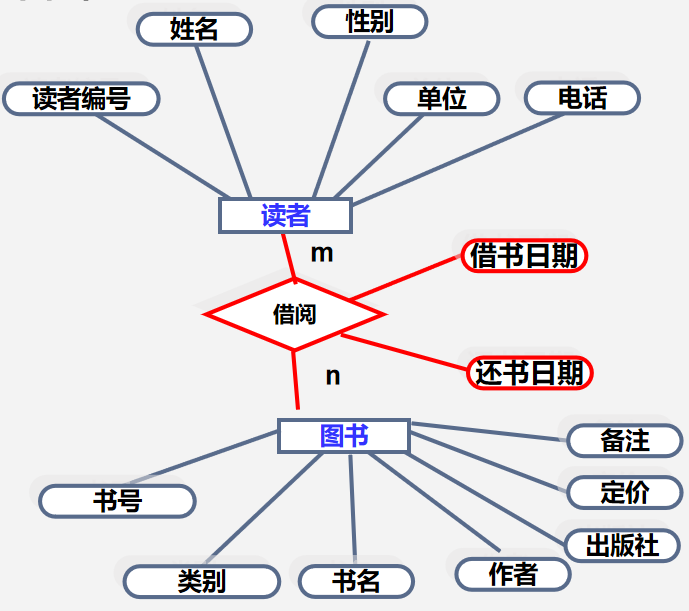 姓名
性别
读者编号
单位
电话
读者
m
借书日期
借阅
还书日期
n
图书
备注
书号
定价
出版社
类别
书名
作者